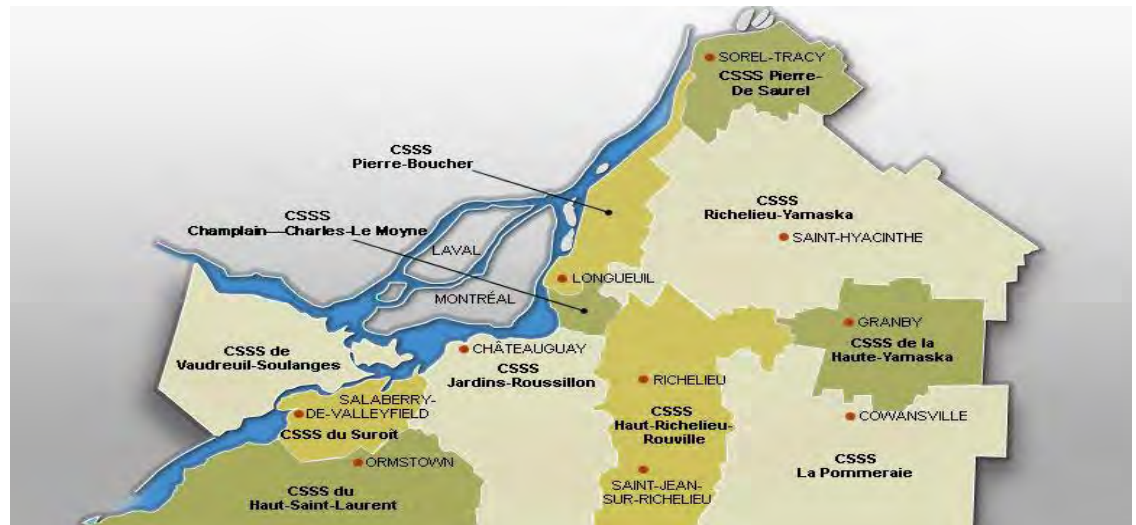 SOREL-TRACY
CSSS Pierre-
De Saurel
CSSS
Pierre-Boucher
CSSS
Champlain—Charles-Le Moyne
CSSS
Richelieu-Yamaska
SAINT-HYACINTHE
LAVAL
LONGUEUIL
MONTRÉAL
GRANBY
CSSS de la
Haute-Yamaska
CHÂTEAUGUAY
CSSS de
Vaudreuil-Soulanges
CSSS
Jardins-Roussillon
RICHELIEU
SALABERRY-
DE-VALLEYFIELD
CSSS du Suroît
CSSS
Haut-Richelieu-
Rouville
COWANSVILLE
ORMSTOWN
CSSS
La Pommeraie
CSSS du
Haut-Saint-Laurent
SAINT-JEAN-
SUR-RICHELIEU